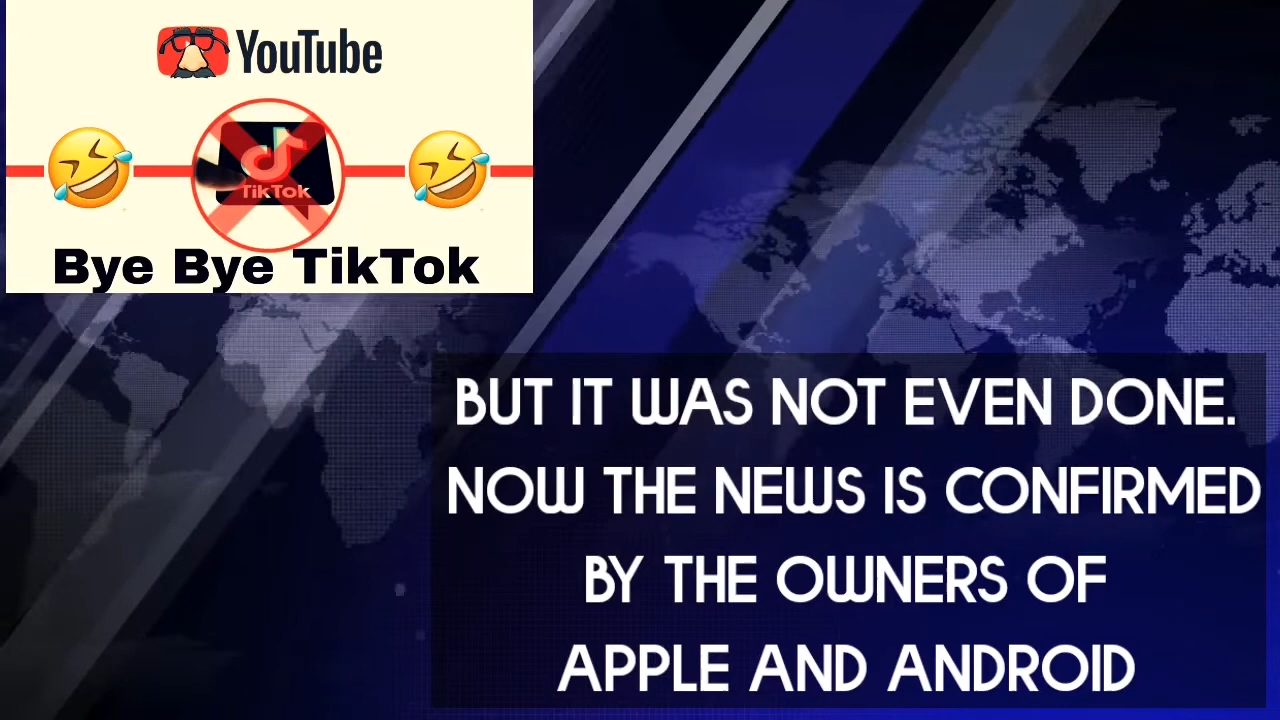 YouTube
TikTok
Bye Bye TikTok
BUT IT WAS NOT EVEN DONE.
NOW THE NEWS IS CONFIRMED
BY THE OWNERS OF
APPLE AND ANDROID